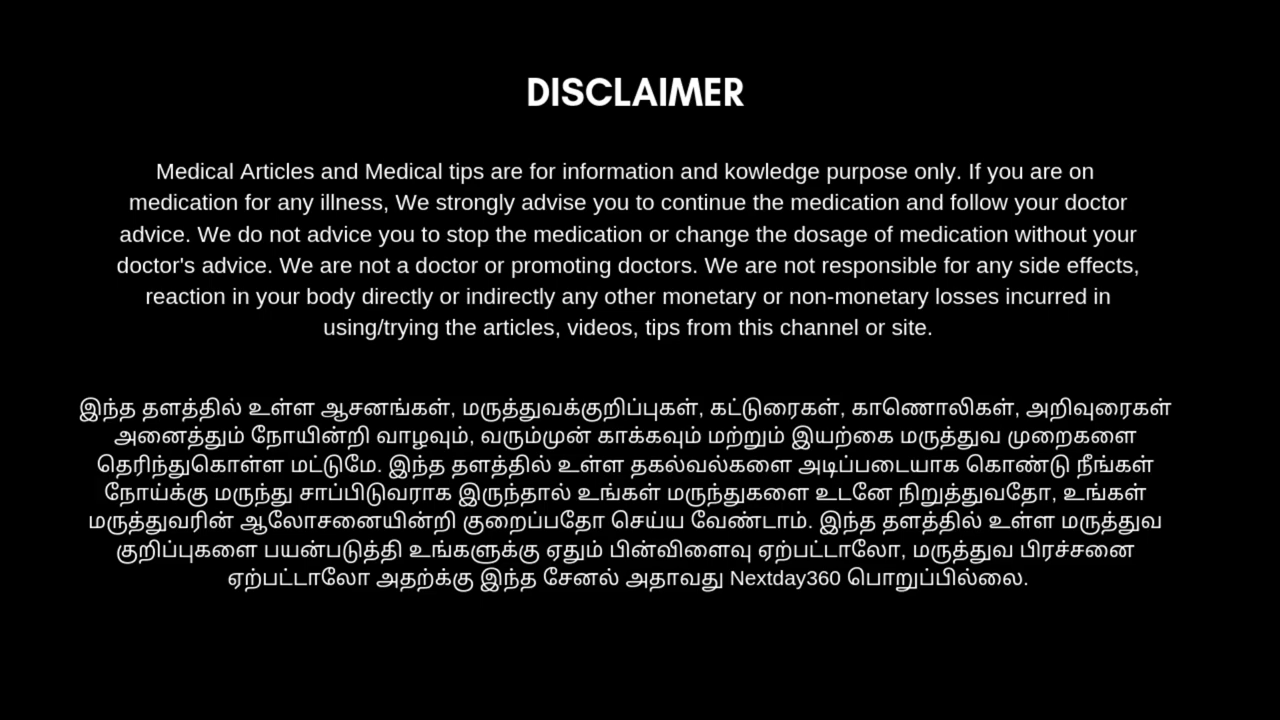 DISCLAIMER
Medical Articles and Medical tips are for information and kowledge purpose only. If you are on
medication for any illness, We strongly advise you to continue the medication and follow your doctor
advice. We do not advice you to stop the medication or change the dosage of medication without your
doctor's advice. We are not a doctor or promoting doctors. We are not responsible for any side effects,
reaction in your body directly or indirectly any other monetary or non-monetary losses incurred in
using/trying the articles, videos, tips from this channel or site.
இந்த தளத்தில் உள்ள ஆசனங்கள், மருத்துவக்குறிப்புகள், கட்டுரைகள், காணொலிகள், அறிவுரைகள்
அனைத்தும் நோயின்றி வாழவும், வரும்முன் காக்கவும் மற்றும் இயற்கை மருத்துவ முறைகளை
தெரிந்துகொள்ள மட்டுமே. இந்த தளத்தில் உள்ள தகல்வல்களை அடிப்படையாக கொண்டு நீங்கள்
நோய்க்கு மருந்து சாப்பிடுவராக இருந்தால் உங்கள் மருந்துகளை உடனே நிறுத்துவதோ, உங்கள்
மருத்துவரின் ஆலோசனையின்றி குறைப்பதோ செய்ய வேண்டாம். இந்த தளத்தில் உள்ள மருத்துவ
குறிப்புகளை பயன்படுத்தி உங்களுக்கு ஏதும் பின்விளைவு ஏற்பட்டாலோ, மருத்துவ பிரச்சனை
ஏற்பட்டாலோ அதற்க்கு இந்த சேனல் அதாவது Nextday360 பொறுப்பில்லை.